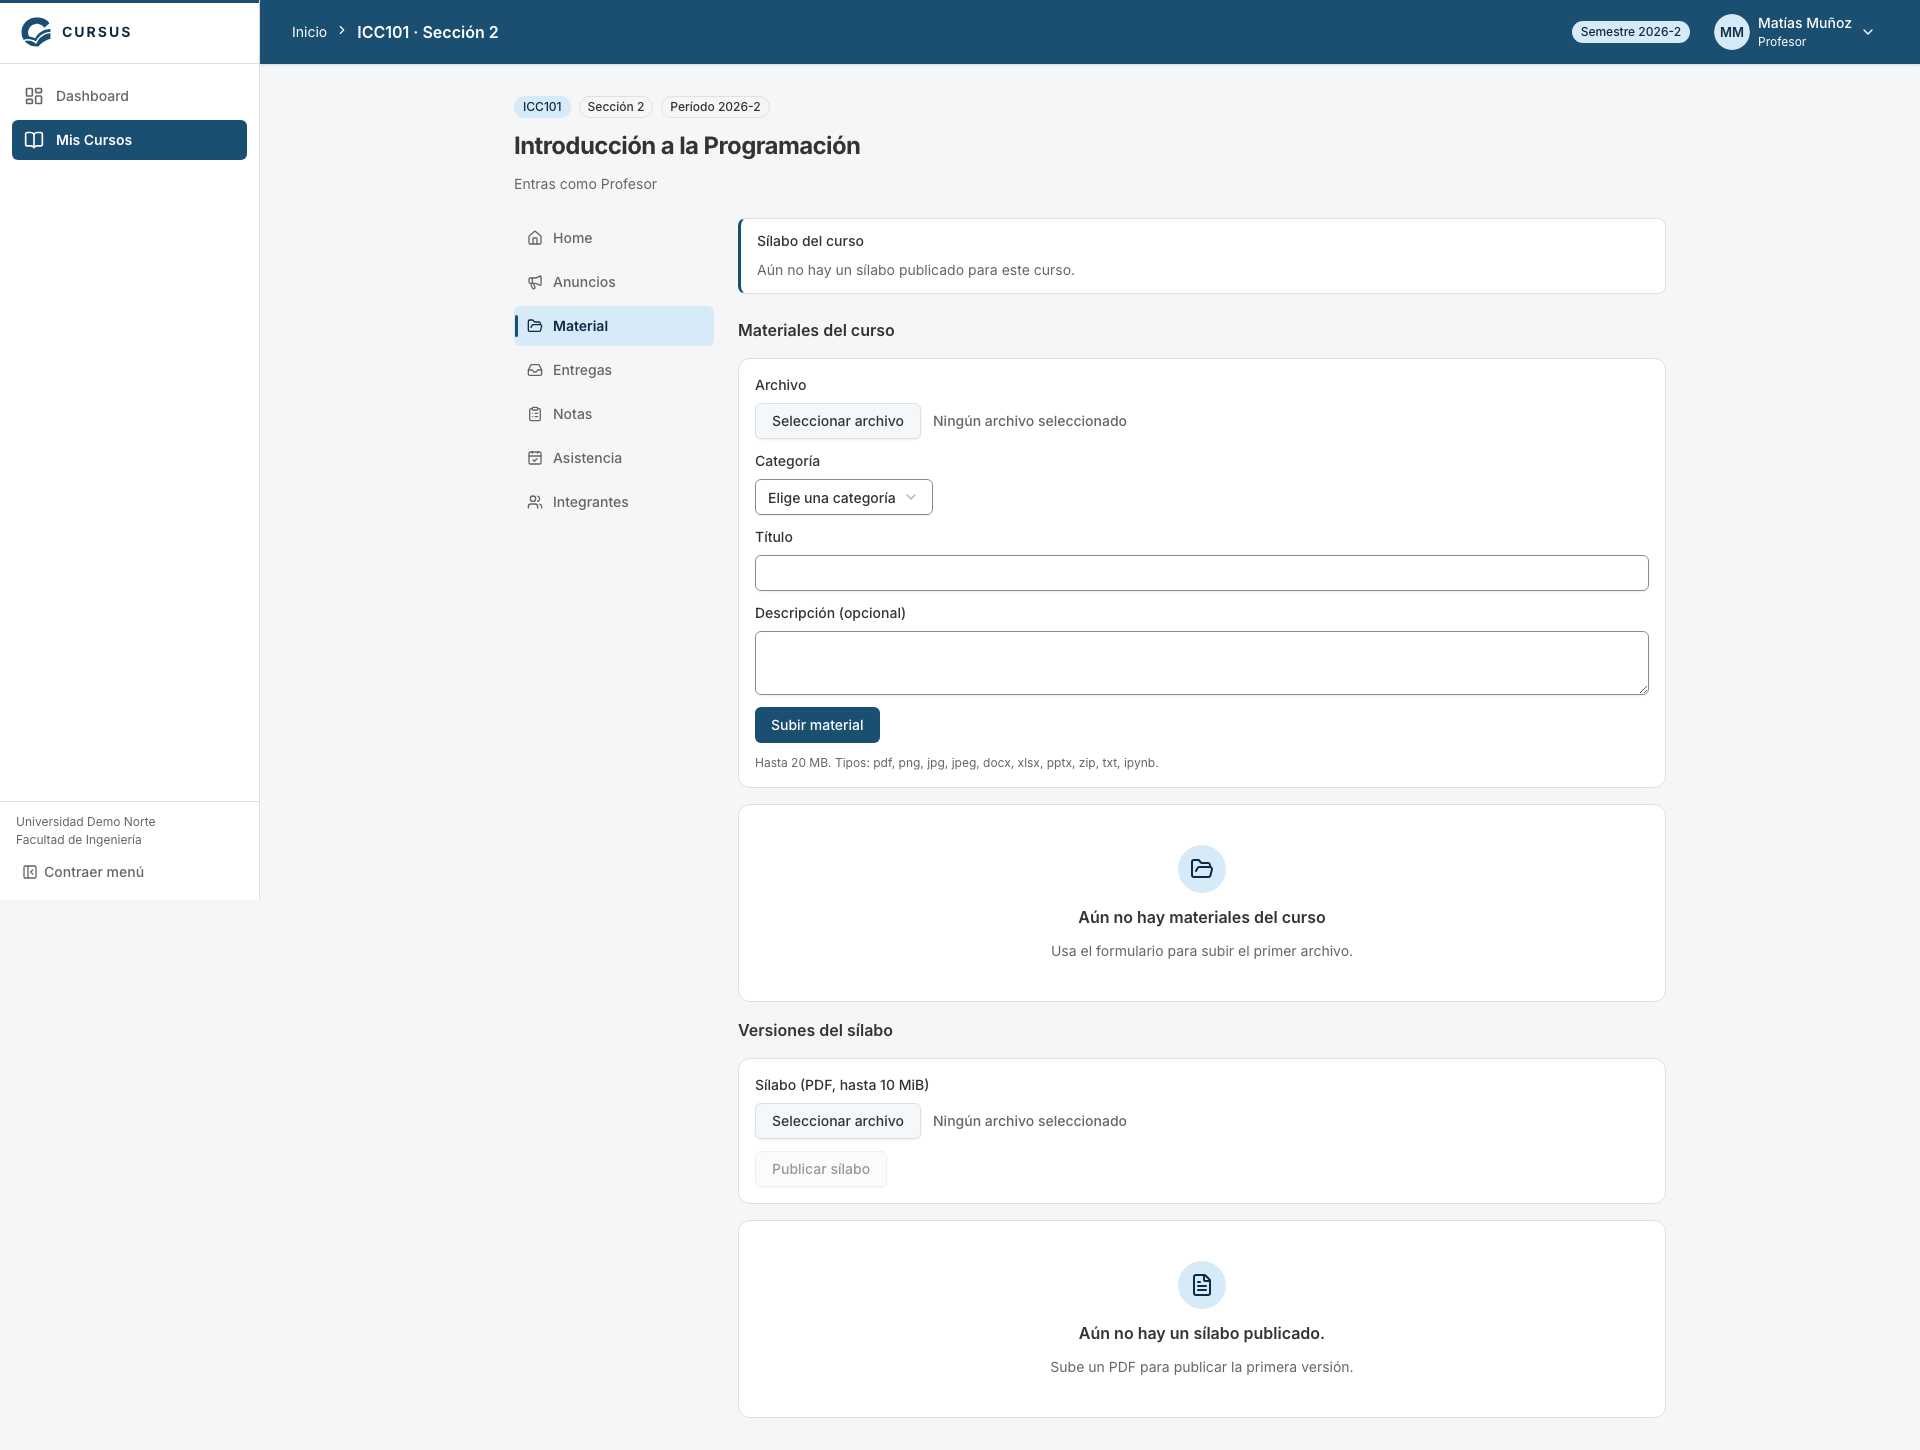 CURSUS
Inicio
ICC101 · Sección 2
Semestre 2026-2
MM
Matías Muñoz
Profesor
Dashboard
Mis Cursos
Universidad Demo Norte
Facultad de Ingeniería
Contraer menú
ICC101
Sección 2
Período 2026-2
Introducción a la Programación
Entras como Profesor
Home
Anuncios
Material
Entregas
Notas
Asistencia
Integrantes
Sílabo del curso
Aún no hay un sílabo publicado para este curso.
Materiales del curso
Archivo
Seleccionar archivo
Ningún archivo seleccionado
Categoría
Elige una categoría
Título
Descripción (opcional)
Subir material
Hasta 20 MB. Tipos: pdf, png, jpg, jpeg, docx, xlsx, pptx, zip, txt, ipynb.
Aún no hay materiales del curso
Usa el formulario para subir el primer archivo.
Versiones del sílabo
Sílabo (PDF, hasta 10 MiB)
Seleccionar archivo
Ningún archivo seleccionado
Publicar sílabo
Aún no hay un sílabo publicado.
Sube un PDF para publicar la primera versión.